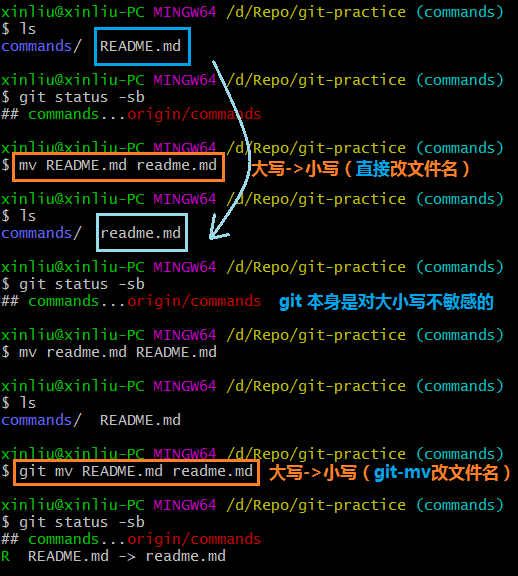 xinliu@xinliu-PC MINGW64 /d/Repo/git-practice (commands)
$ ls
commands/  README.md
xinliu@xinliu-PC MINGW64 /d/Repo/git-practice (commands)
$ git status -sb
## commands...origin/commands
xinliu@xinliu-PC MINGW64 /d/Repo/git-practice (commands)
$ mv README.md readme.md 大写->小写（直接改文件名）
xinliu@xinliu-PC MINGW64 /d/Repo/git-practice (commands)
$ ls
commands/  readme.md
xinliu@xinliu-PC MINGW64 /d/Repo/git-practice (commands)
$ git status -sb
## commands...origin/commands git 本身是对大小写不敏感的
xinliu@xinliu-PC MINGW64 /d/Repo/git-practice (commands)
$ mv readme.md README.md
xinliu@xinliu-PC MINGW64 /d/Repo/git-practice (commands)
$ ls
commands/  README.md
xinliu@xinliu-PC MINGW64 /d/Repo/git-practice (commands)
$ git mv README.md readme.md 大写->小写（git-mv改文件名）
xinliu@xinliu-PC MINGW64 /d/Repo/git-practice (commands)
$ git status -sb
## commands...origin/commands
R  README.md -> readme.md